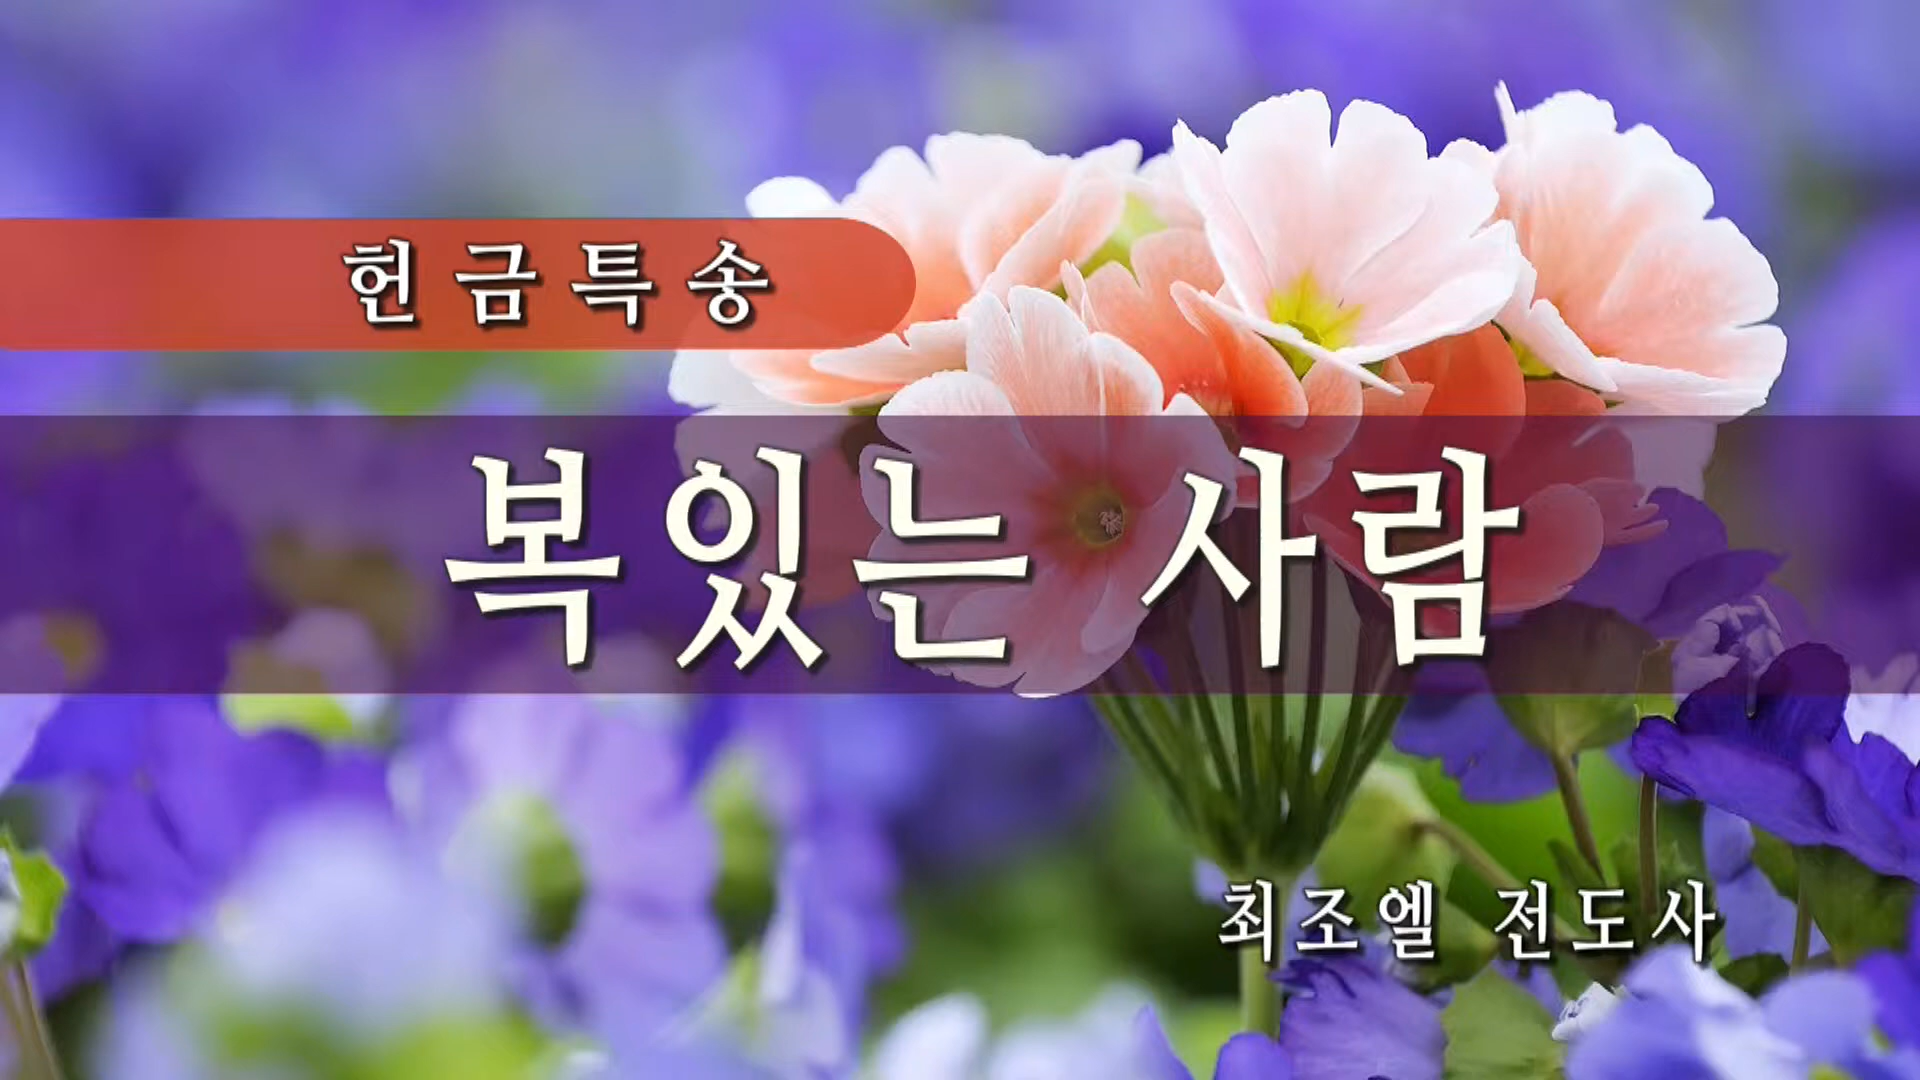 헌금특송
복있는 사람
최조엘 전도사